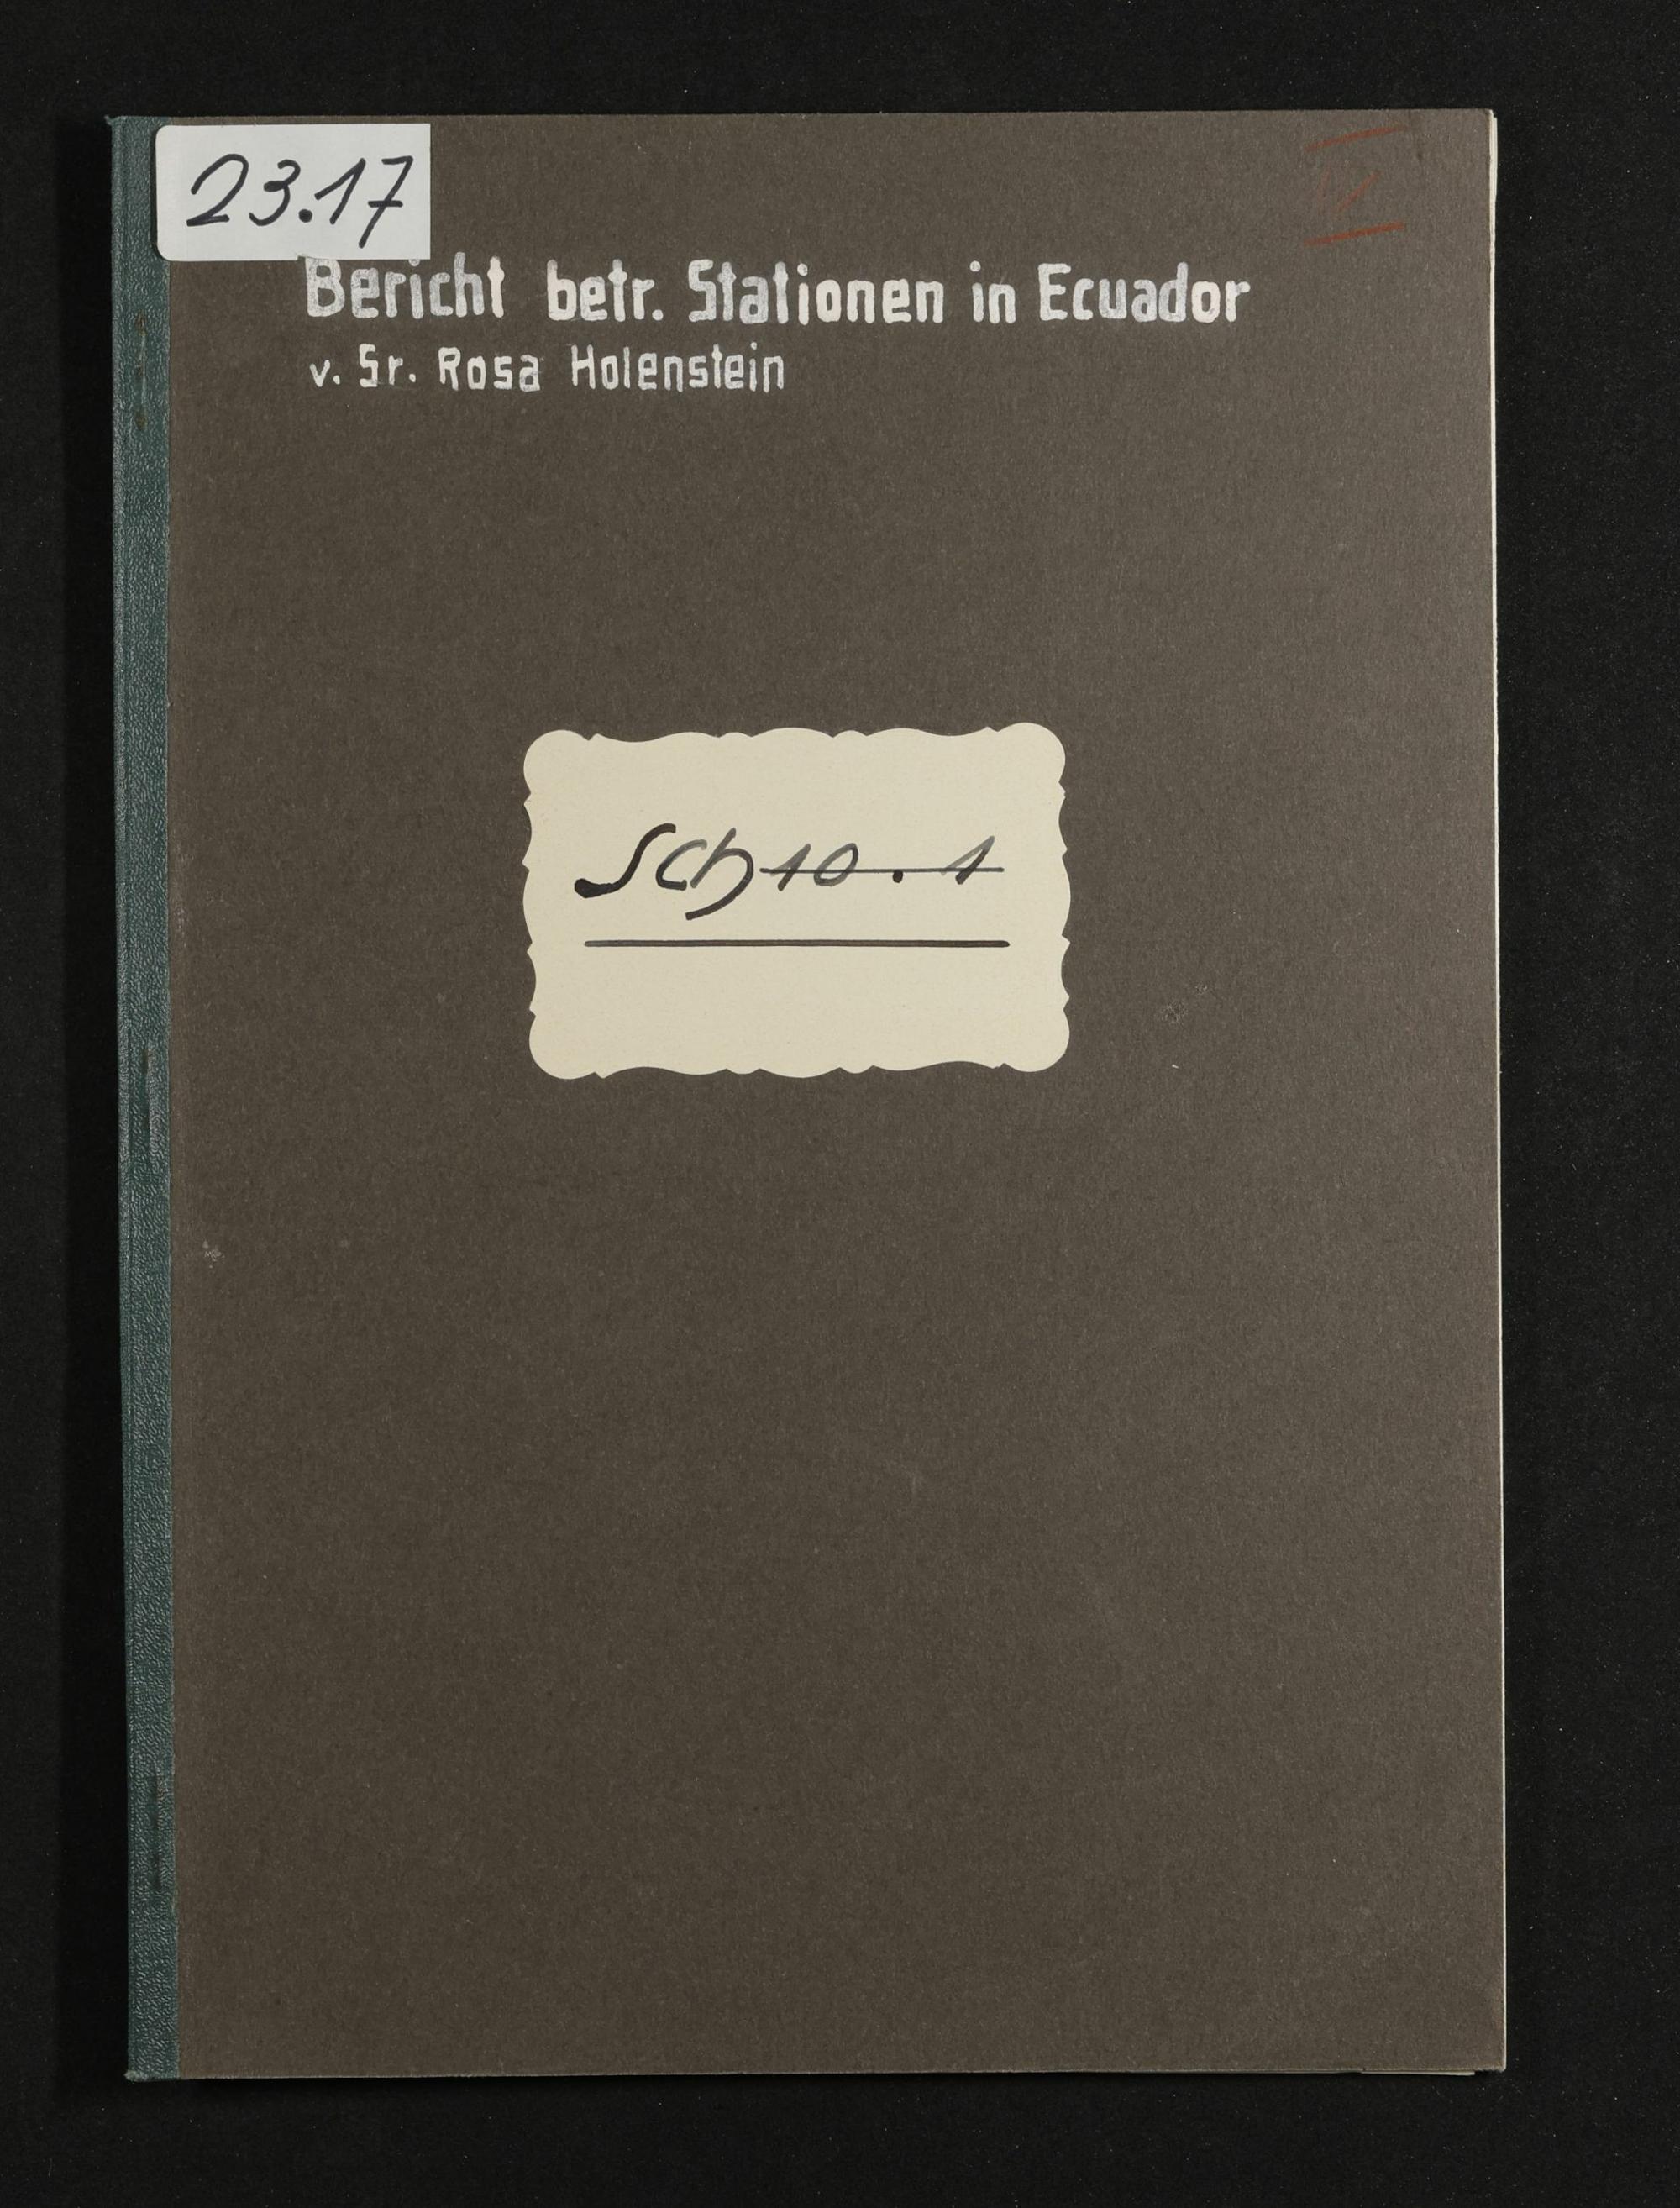 23.17
Bericht betr. Stationen in Ecuador
v. Sr. Rosa Holenstein
Sch 10.1